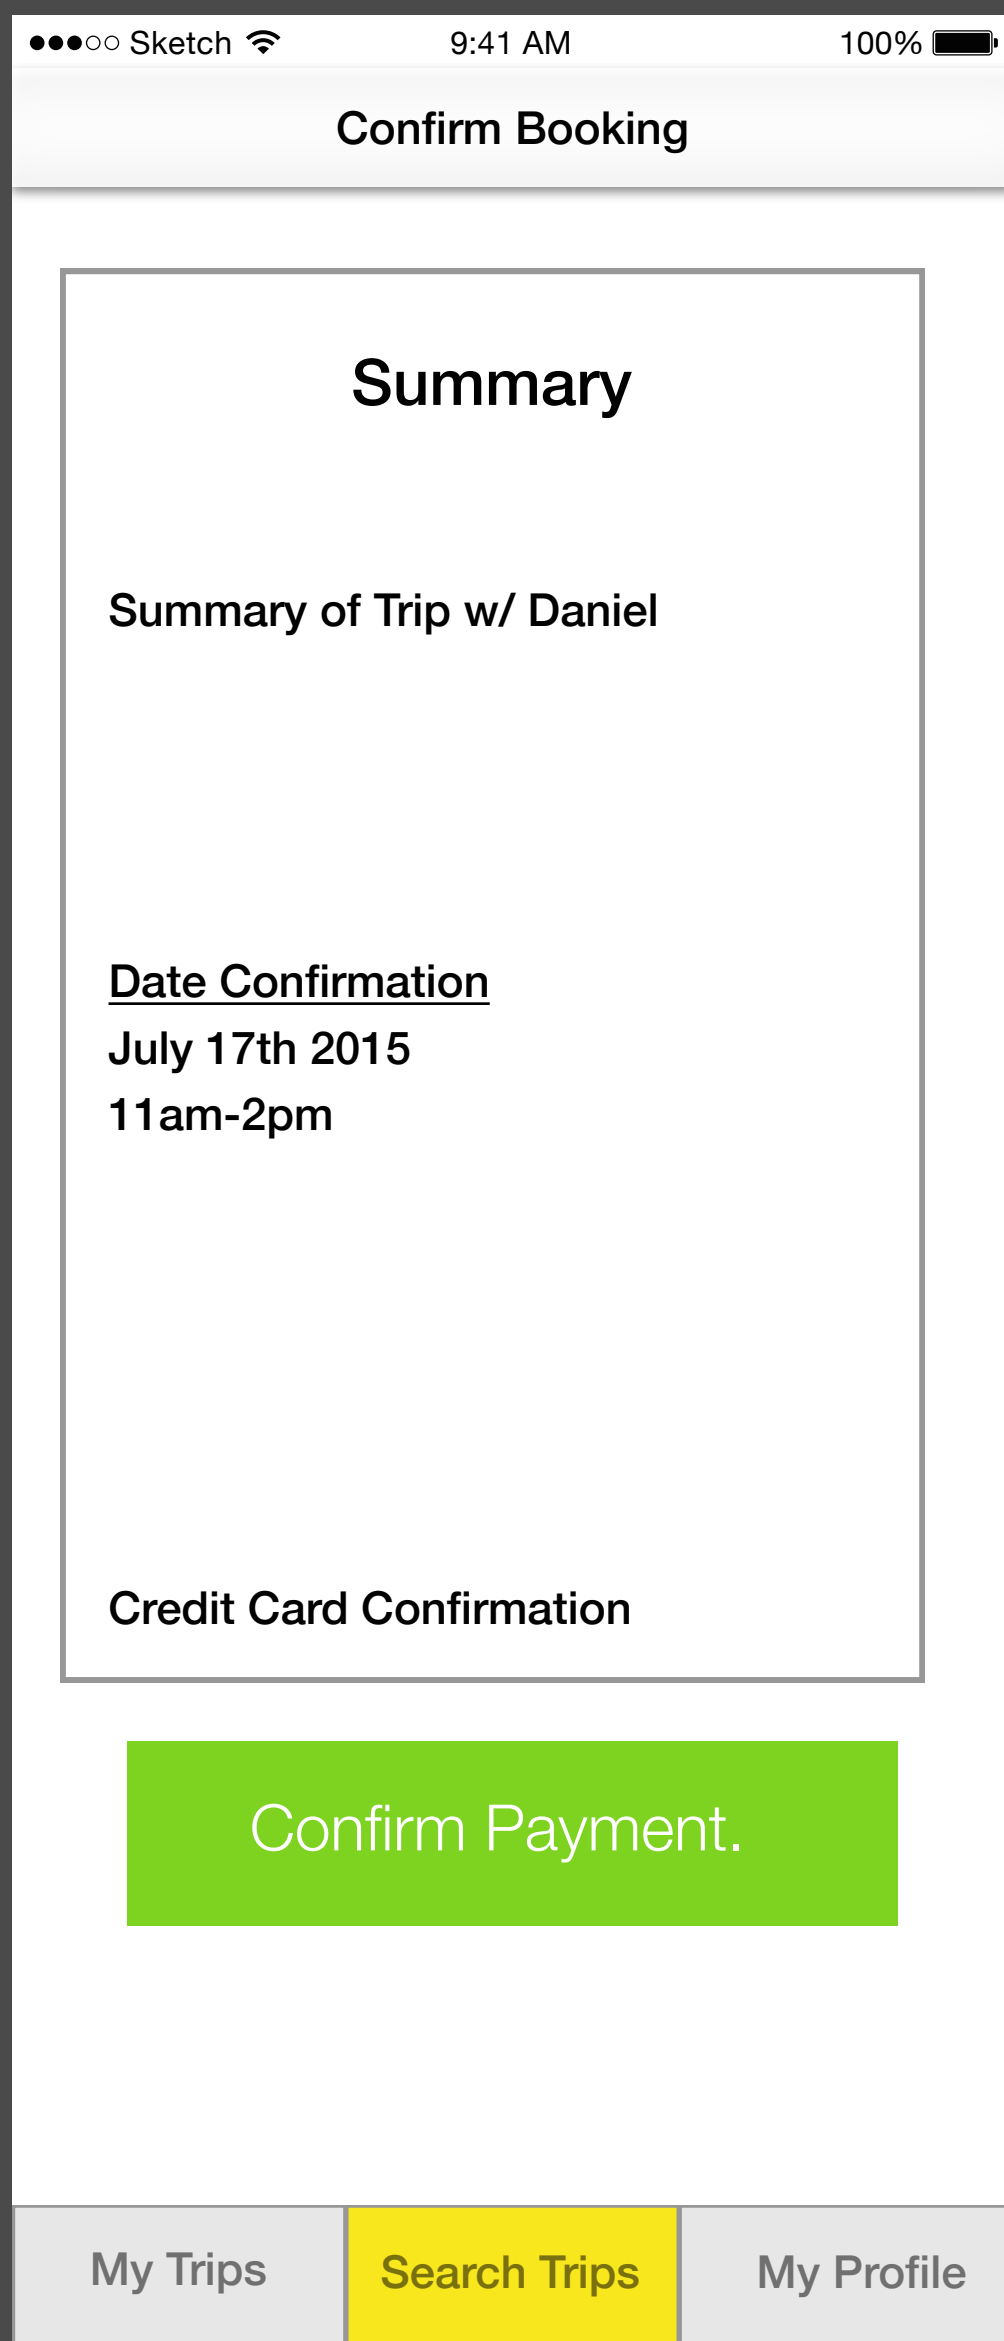 Sketch 9:41 AM 100%
Confirm Booking
Summary
Summary of Trip w/ Daniel
Date Confirmation
July 17th 2015
11am-2pm
Credit Card Confirmation
Confirm Payment.
My Trips Search Trips My Profile